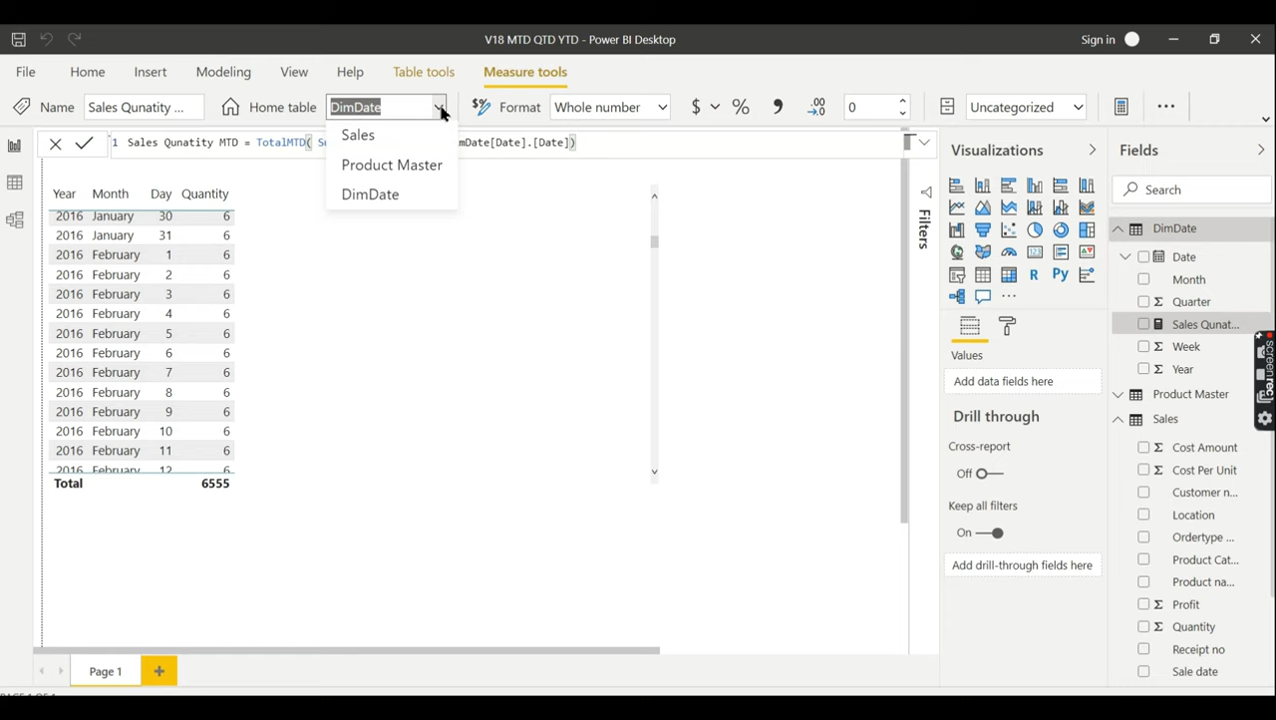 V18 MTD QTD YTD - Power BI Desktop
Sign in
File
Home
Insert
Modeling
View
Help
Table tools
Measure tools
Name
Sales Qunatity ...
Home table
DimDate
Format
Whole number
$
%
0
Uncategorized
...
Sales
Product Master
DimDate
1 Sales Qunatity MTD = TotalMTD( imDate[Date].[Date])
Year Month Day Quantity
2016 January 30 6
2016 January 31 6
2016 February 1 6
2016 February 2 6
2016 February 3 6
2016 February 4 6
2016 February 5 6
2016 February 6 6
2016 February 7 6
2016 February 8 6
2016 February 9 6
2016 February 10 6
2016 February 11 6
2016 February 12 6
Total 6555
Filters
Visualizations
R
Py
...
Values
Add data fields here
Drill through
Cross-report
Off
Keep all filters
On
Add drill-through fields here
Fields
Search
DimDate
Date
Month
Quarter
Sales Qunat...
Week
Year
Product Master
Sales
Cost Amount
Cost Per Unit
Customer n...
Location
Ordertype ...
Product Cat...
Product na...
Profit
Quantity
Receipt no
Sale date
screenrec
Page 1